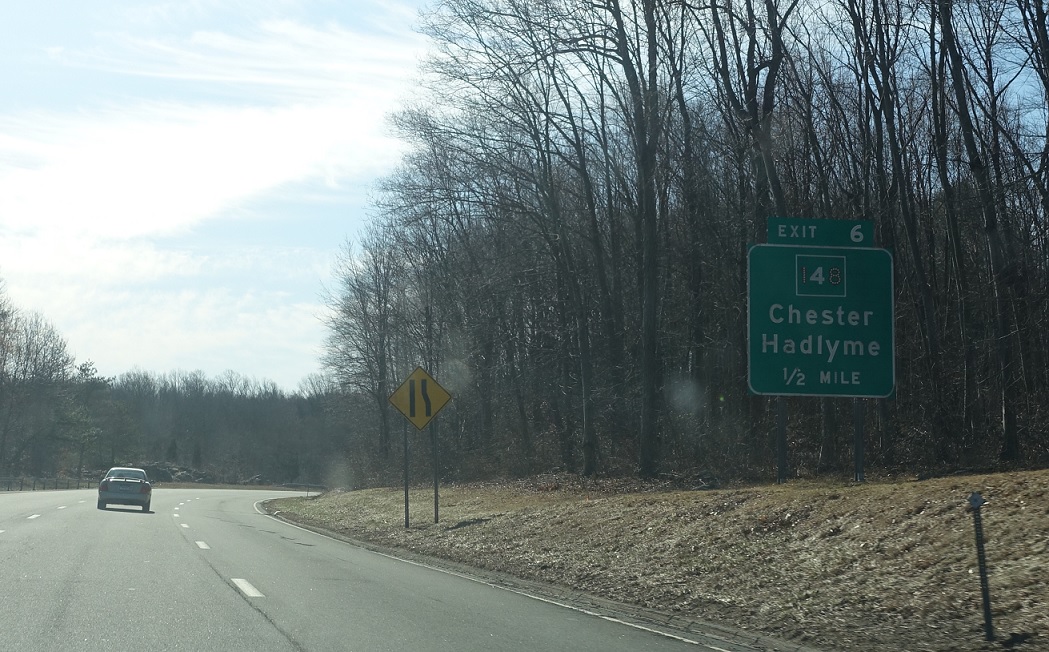 EXIT 6
148
Chester
Hadlyme
1/2 MILE